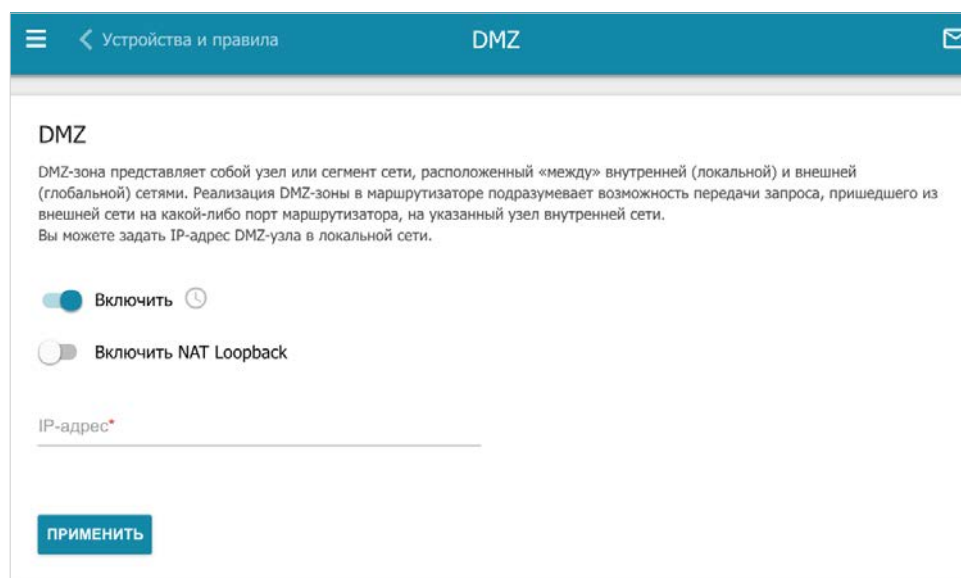 Устройства и правила
DMZ
DMZ
DMZ-зона представляет собой узел или сегмент сети, расположенный «между» внутренней (локальной) и внешней
(глобальной) сетями. Реализация DMZ-зоны в маршрутизаторе подразумевает возможность передачи запроса, пришедшего из
внешней сети на какой-либо порт маршрутизатора, на указанный узел внутренней сети.
Вы можете задать IP-адрес DMZ-узла в локальной сети.
Включить
Включить NAT Loopback
IP-адрес*
ПРИМЕНИТЬ